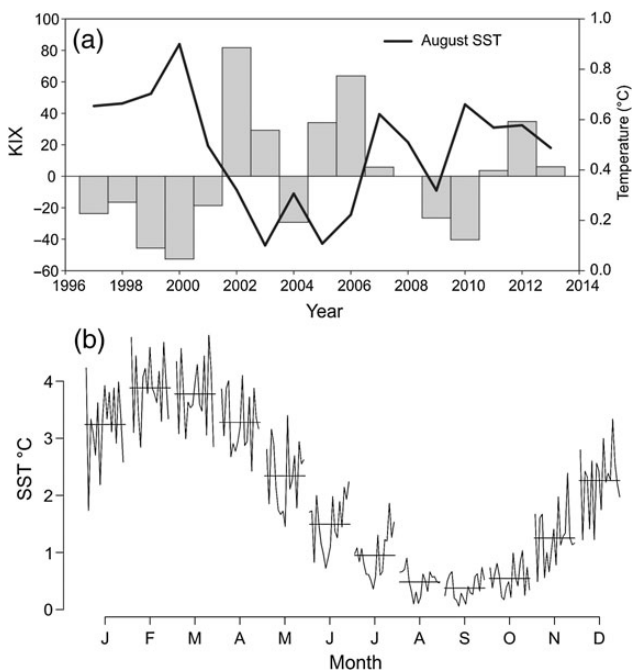 (a)
August SST
100
80
60
40
20
0
−20
−40
−60
KIX
1.0
0.8
0.6
0.4
0.2
0.0
Temperature (°C)
1996 1998 2000 2002 2004 2006 2008 2010 2012 2014
Year
(b)
4
3
2
1
0
SST °C
J F M A M J J A S O N D
Month